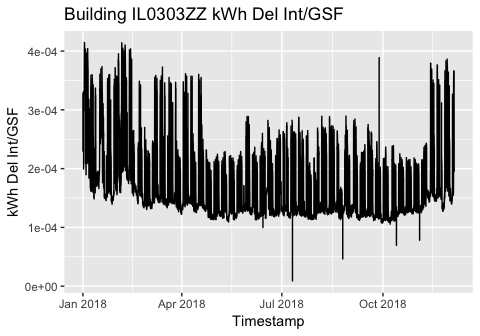 Building IL0303ZZ kWh Del Int/GSF
kWh Del Int/GSF
4e-04
3e-04
2e-04
1e-04
0e+00
Jan 2018 Apr 2018 Jul 2018 Oct 2018
Timestamp